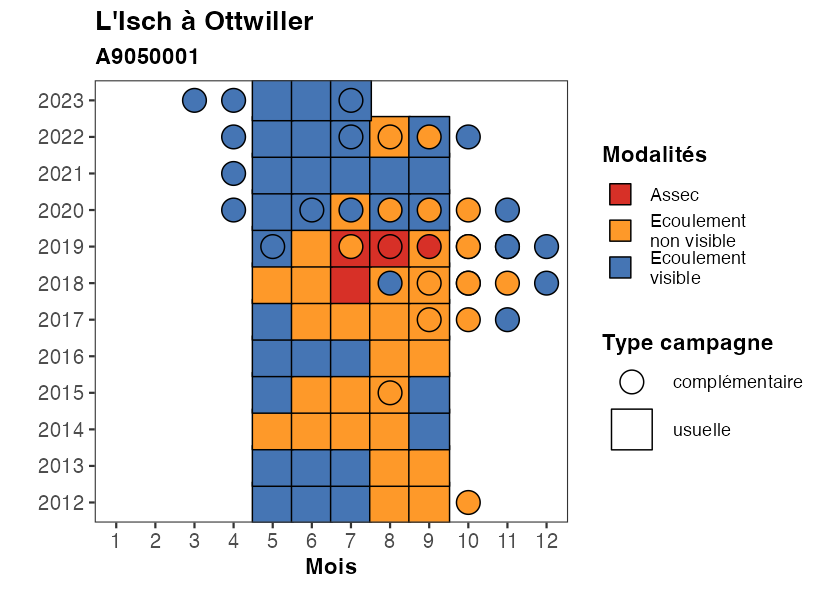 L'Isch à Ottwiller
A9050001
2023
2022
2021
2020
2019
2018
2017
2016
2015
2014
2013
2012
1 2 3 4 5 6 7 8 9 10 11 12
Mois
Modalités
Assec
Ecoulement
non visible
Ecoulement
visible
Type campagne
complémentaire
usuelle